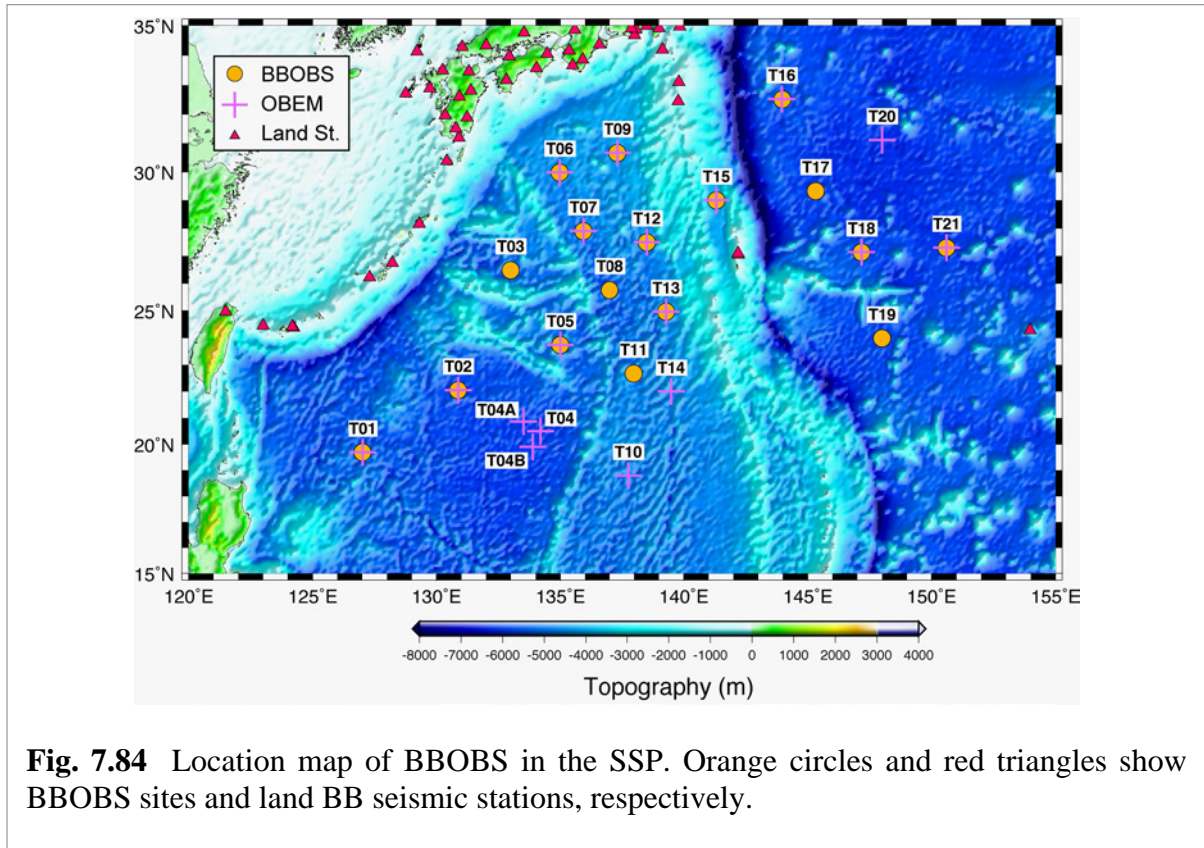 35˚N
30˚N
25˚N
20˚N
15˚N
BBOBS
OBEM
Land St.
T16
T20
T09
T06
T17
T15
T07
T12
T18
T21
T03
T08
T13
T19
T05
T11
T14
T02
T04A
T04
T01
T04B
T10
120˚E 125˚E 130˚E 135˚E 140˚E 145˚E 150˚E 155˚E
-8000 -7000 -6000 -5000 -4000 -3000 -2000 -1000 0 1000 2000 3000 4000
Topography (m)
Fig. 7.84 Location map of BBOBS in the SSP. Orange circles and red triangles show
BBOBS sites and land BB seismic stations, respectively.